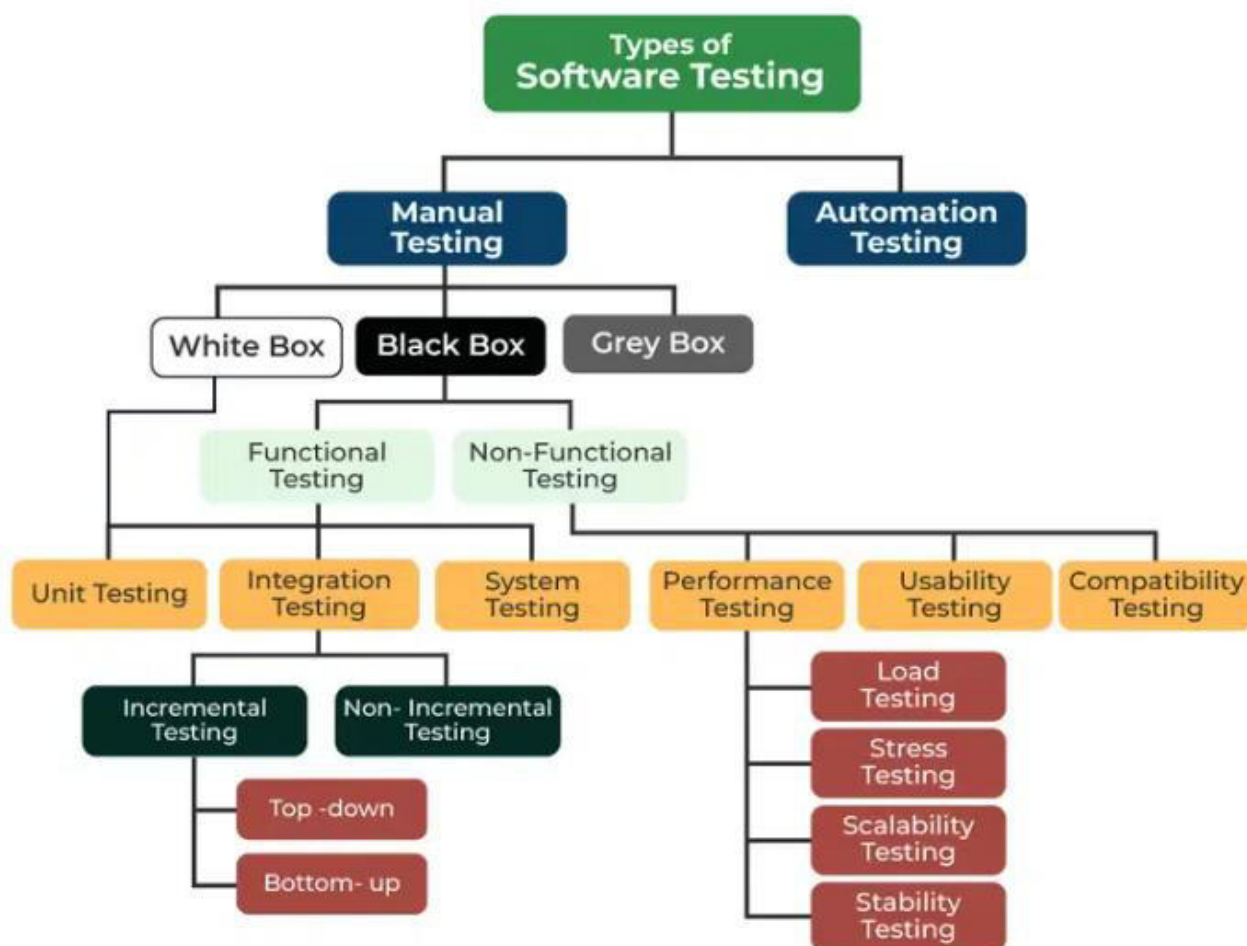 Types of
Software Testing
Manual
Testing
Automation
Testing
White Box
Black Box
Grey Box
Functional
Testing
Non-Functional
Testing
Unit Testing
Integration
Testing
System
Testing
Performance
Testing
Usability
Testing
Compatibility
Testing
Incremental
Testing
Non- Incremental
Testing
Top -down
Bottom- up
Load
Testing
Stress
Testing
Scalability
Testing
Stability
Testing